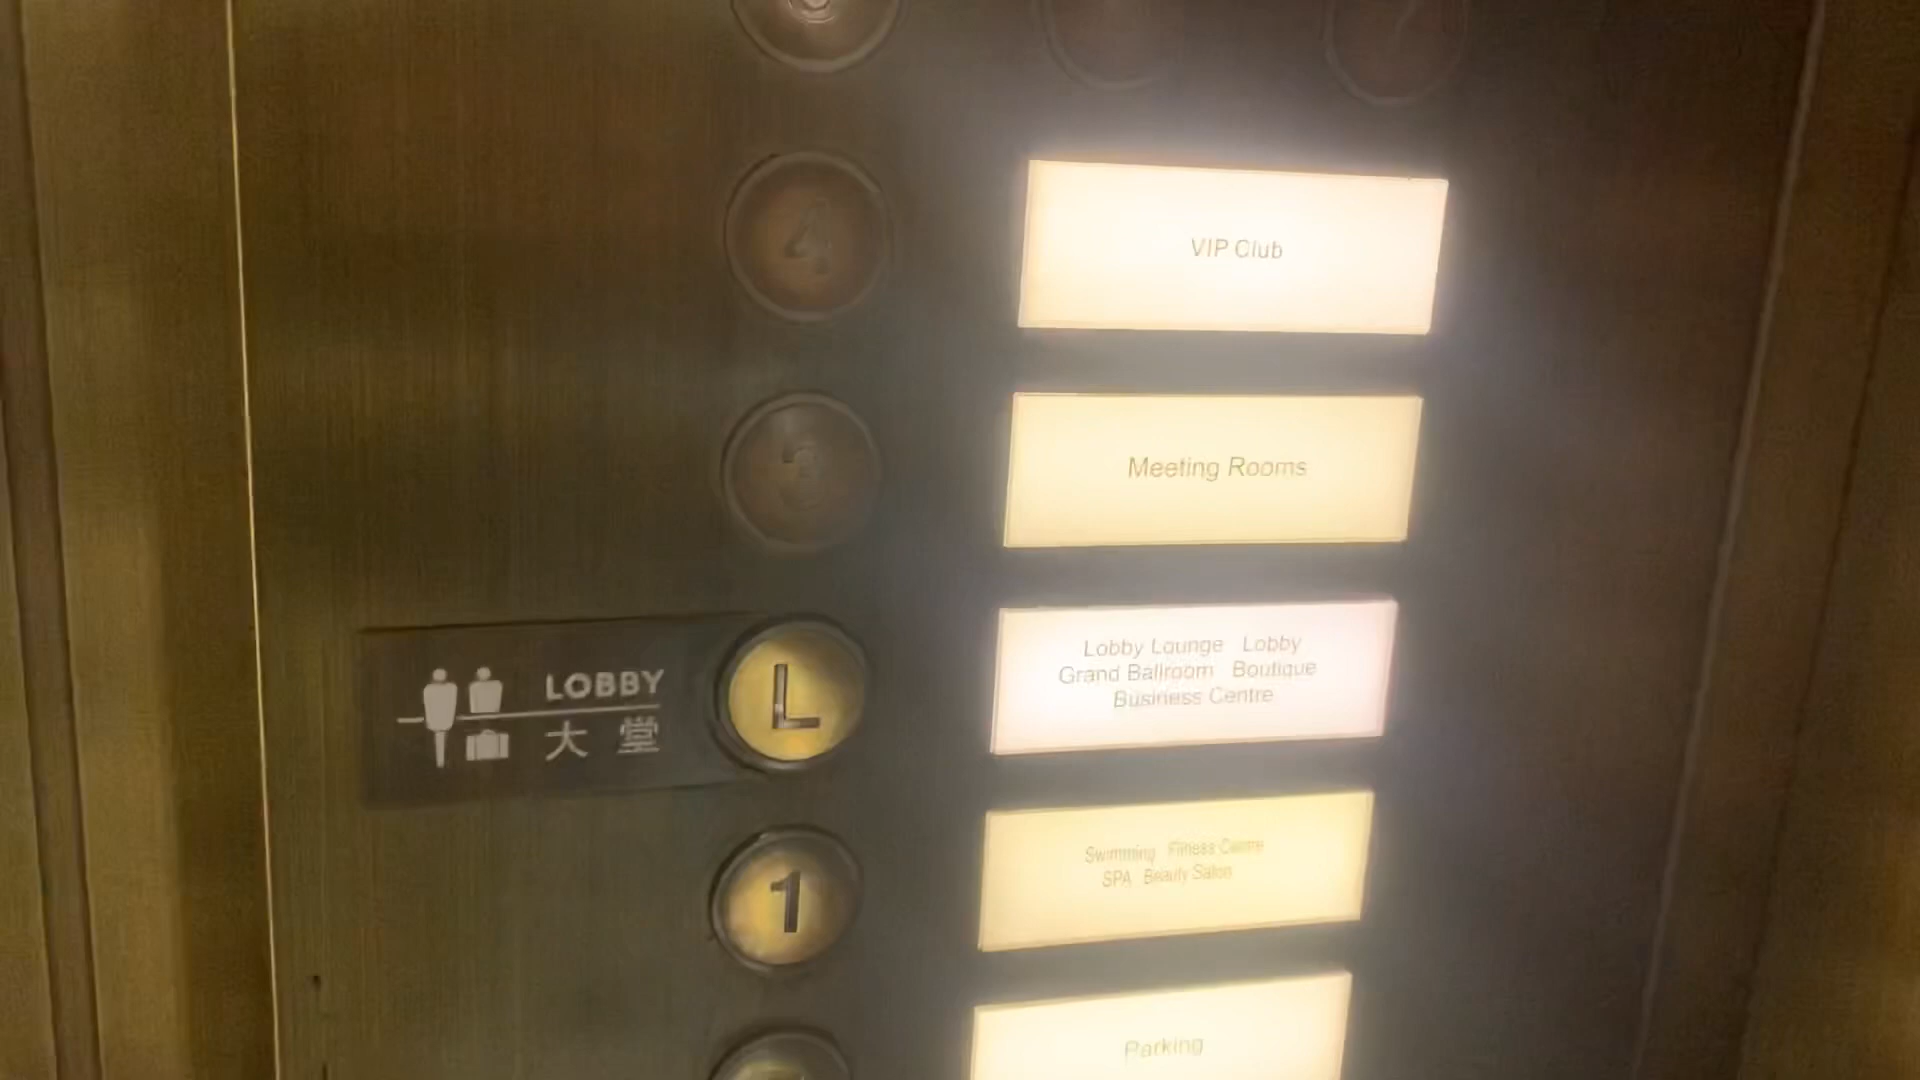 4
VIP Club
3
Meeting Rooms
LOBBY
大堂
L
Lobby Lounge Lobby
Grand Ballroom Boutique
Business Centre
1
Swimming Fitness Centre
SPA Beauty Salon
Parking